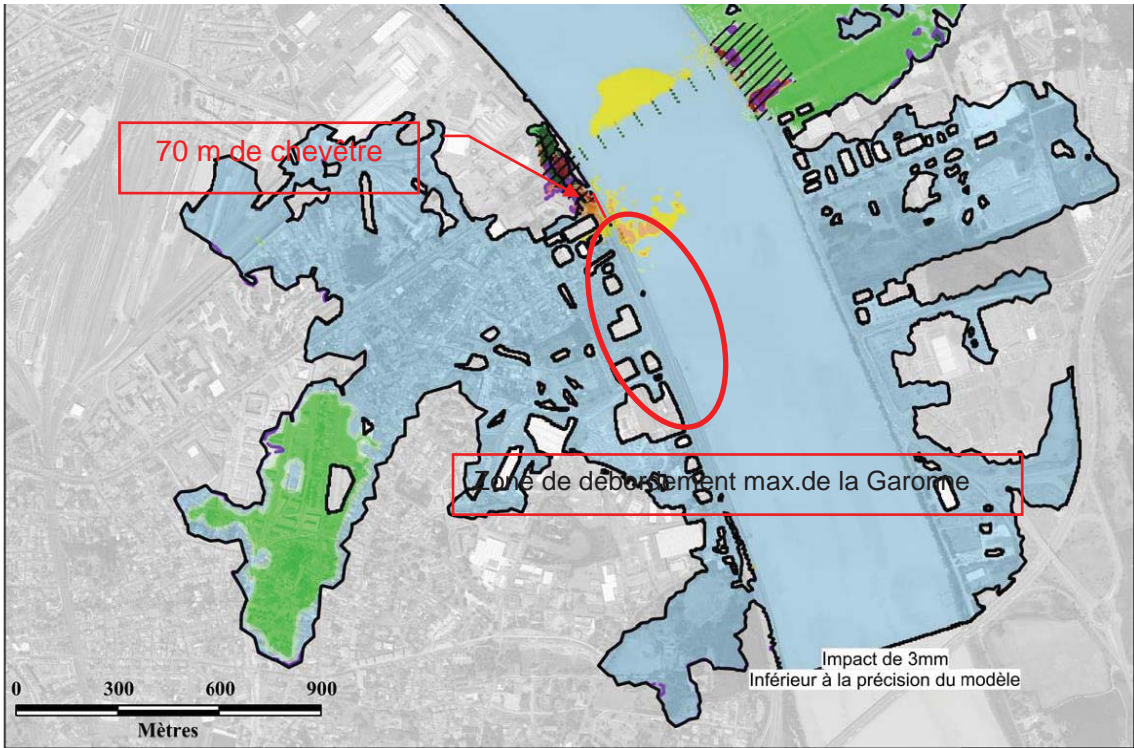 70 m de chevêtre
Zone de débordement max.de la Garonne
Impact de 3mm
Inférieur à la précision du modèle
0 300 600 900
Mètres